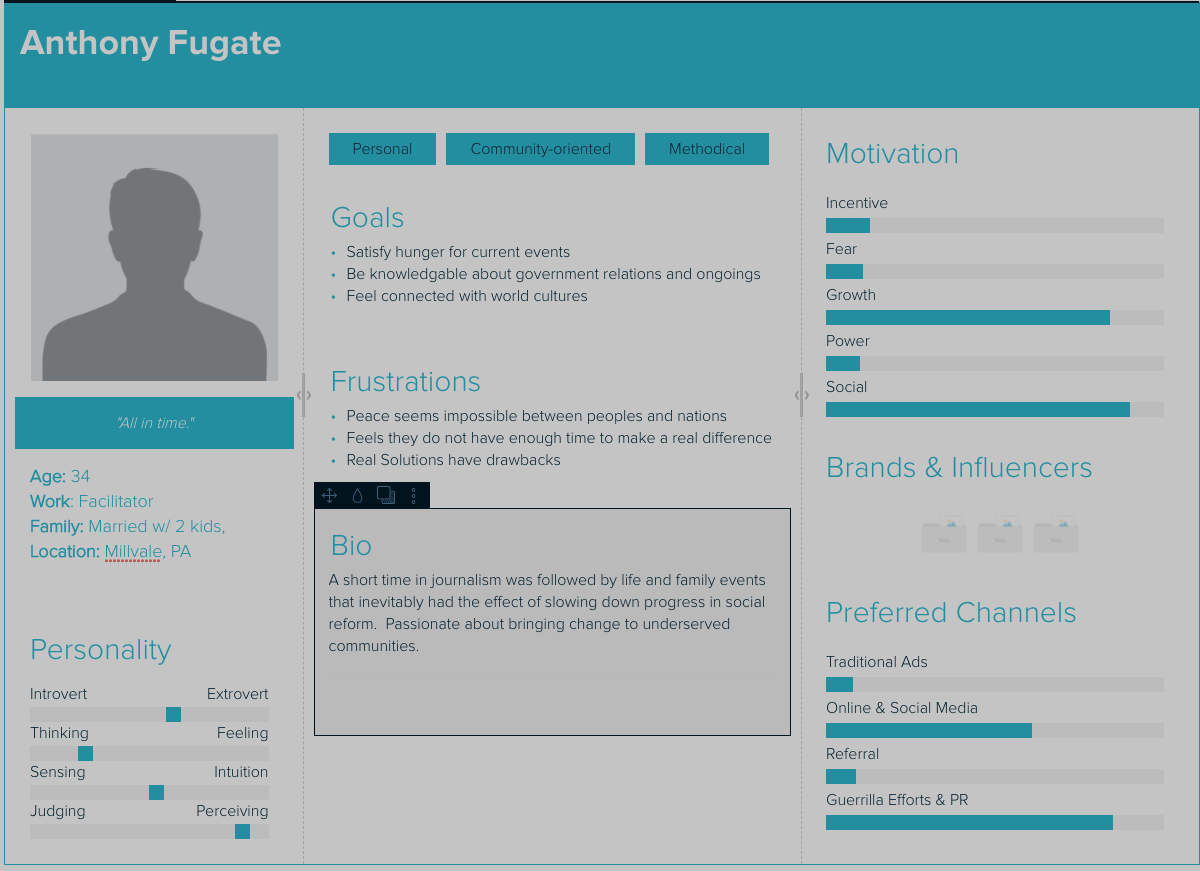 Anthony Fugate
"All in time."
Age: 34
Work: Facilitator
Family: Married w/ 2 kids,
Location: Millvale, PA
Personality
Introvert Extrovert
Thinking Feeling
Sensing Intuition
Judging Perceiving
Personal Community-oriented Methodical
Goals
• Satisfy hunger for current events
• Be knowledgable about government relations and ongoings
• Feel connected with world cultures
Frustrations
• Peace seems impossible between peoples and nations
• Feels they do not have enough time to make a real difference
• Real Solutions have drawbacks
Bio
A short time in journalism was followed by life and family events
that inevitably had the effect of slowing down progress in social
reform.  Passionate about bringing change to underserved
communities.
Motivation
Incentive
Fear
Growth
Power
Social
Brands & Influencers
Preferred Channels
Traditional Ads
Online & Social Media
Referral
Guerrilla Efforts & PR